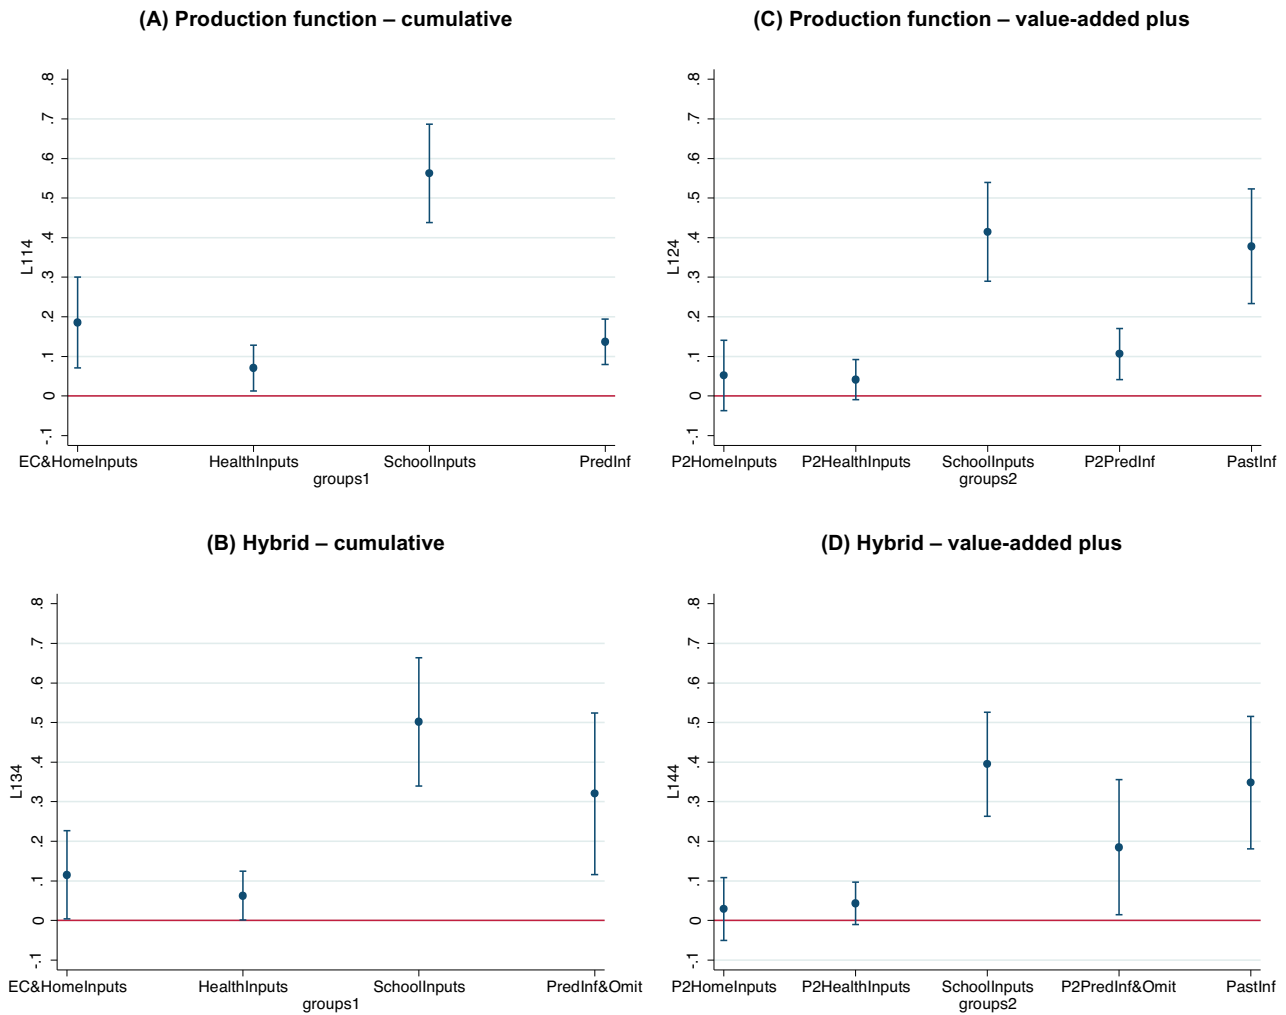 (A) Production function – cumulative
L114
.8
.7
.6
.5
.4
.3
.2
.1
0
-.1
EC&HomeInputs HealthInputs SchoolInputs PredInf
groups1
(C) Production function – value-added plus
L124
.8
.7
.6
.5
.4
.3
.2
.1
0
-.1
P2HomeInputs P2HealthInputs SchoolInputs P2PredInf PastInf
groups2
(B) Hybrid – cumulative
L134
.8
.7
.6
.5
.4
.3
.2
.1
0
-.1
EC&HomeInputs HealthInputs SchoolInputs PredInf&Omit
groups1
(D) Hybrid – value-added plus
L144
.8
.7
.6
.5
.4
.3
.2
.1
0
-.1
P2HomeInputs P2HealthInputs SchoolInputs P2PredInf&Omit PastInf
groups2